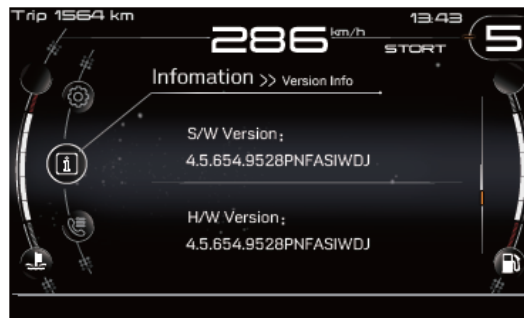 Trip 1564 km
286 km/h
13:43
STORT
5
Infomation >> Version Info
S/W Version:
4.5.654.9528PNFASIWDJ
H/W Version:
4.5.654.9528PNFASIWDJ